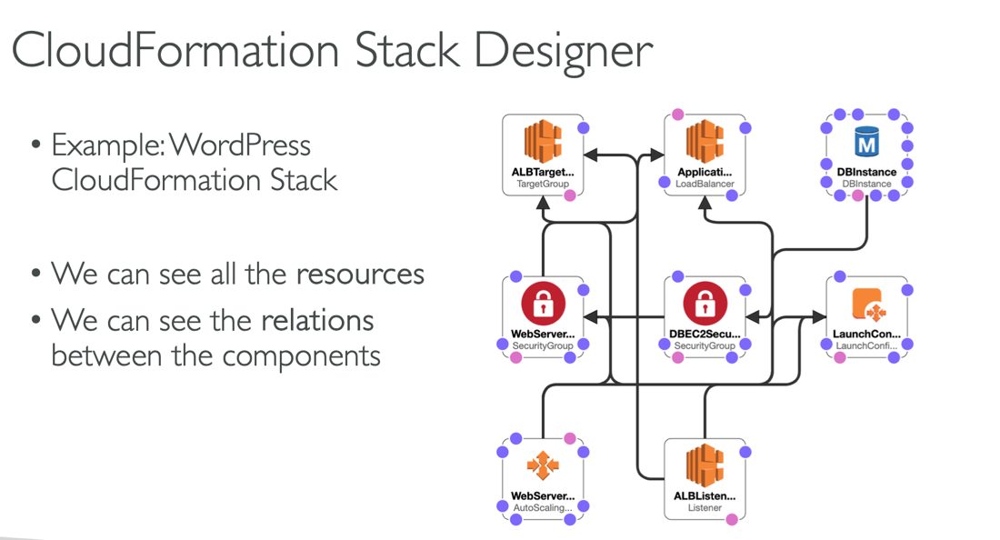 CloudFormation Stack Designer
• Example: WordPress
CloudFormation Stack
• We can see all the resources
• We can see the relations
between the components
ALBTarget...
TargetGroup
Applicati...
LoadBalancer
M
DBInstance
DBInstance
WebServer...
SecurityGroup
DBEC2Secu...
SecurityGroup
LaunchCon...
LaunchConfi...
WebServer...
AutoScaling...
ALBListen...
Listener